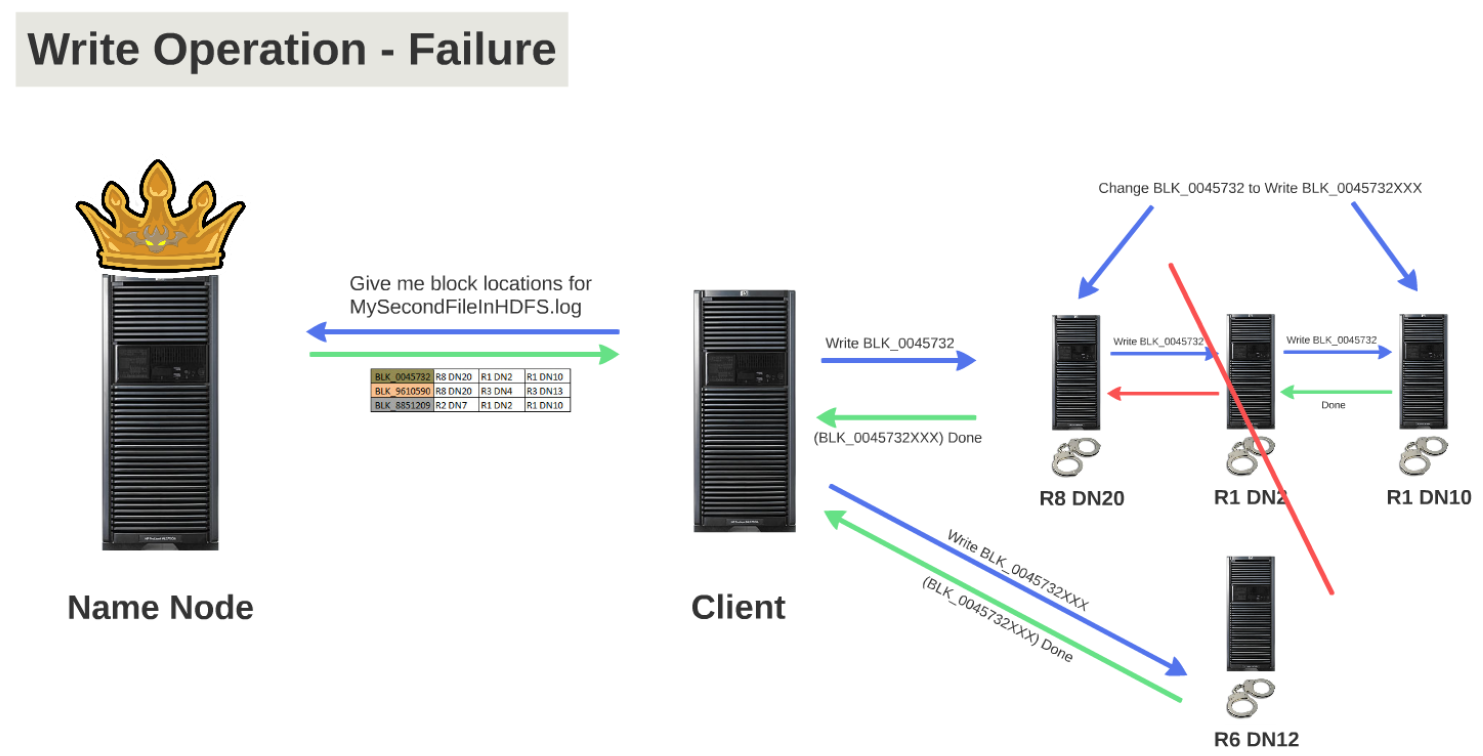 Write Operation - Failure
Change BLK_0045732 to Write BLK_0045732XXX
Give me block locations for
MySecondFileInHDFS.log
BLK_0045732 R8 DN20 R1 DN2 R1 DN10
BLK_9610590 R8 DN20 R3 DN4 R3 DN13
BLK_8851209 R2 DN7 R1 DN2 R1 DN10
Write BLK_0045732
(BLK_0045732XXX) Done
Write BLK_0045732
Write BLK_0045732
Done
R8 DN20
R1 DN2
R1 DN10
Write BLK_0045732XXX
(BLK_0045732XXX) Done
Name Node
Client
R6 DN12